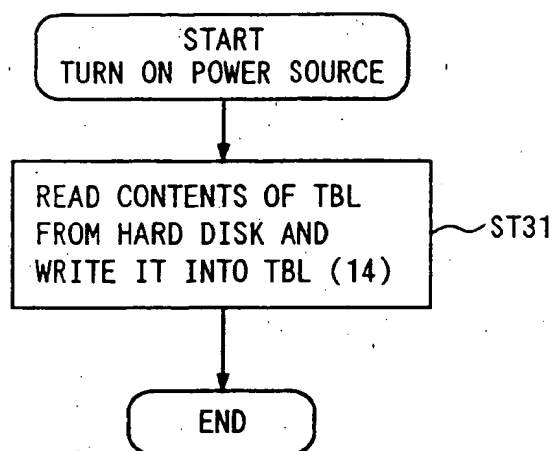 START
TURN ON POWER SOURCE
READ CONTENTS OF TBL
FROM HARD DISK AND
WRITE IT INTO TBL (14)
ST31
END